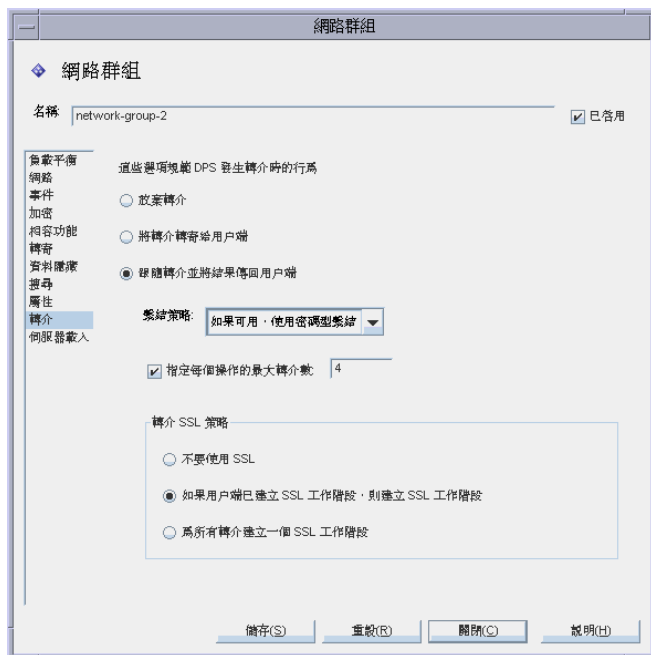 網路群組
網路群組
名稱 network-group-2 已啓用
負載平衡
網路
事件
加密
相容功能
轉寄
資料隱藏
搜尋
屬性
轉介
伺服器載入
這些選項規範 DPS 發生轉介時的行爲
放棄轉介
將轉介轉寄給用户端
跟隨轉介並將結果傳回用户端
繫結策略: 如果可用，使用密碼型繫結
指定每個操作的最大轉介數 4
轉介 SSL 策略
不要使用 SSL
如果用户端已建立 SSL 工作階段，則建立 SSL 工作階段
爲所有轉介建立一個 SSL 工作階段
儲存(S) 重設(R) 關閉(C) 說明(H)